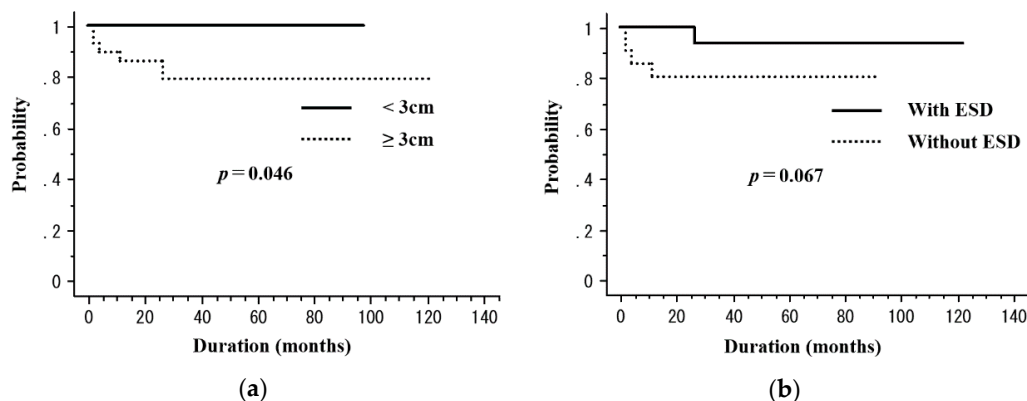 Probability
1
.8
.6
.4
.2
0
< 3cm
≥ 3cm
p = 0.046
0 20 40 60 80 100 120 140
Duration (months)
(a)
Probability
1
.8
.6
.4
.2
0
With ESD
Without ESD
p = 0.067
0 20 40 60 80 100 120 140
Duration (months)
(b)